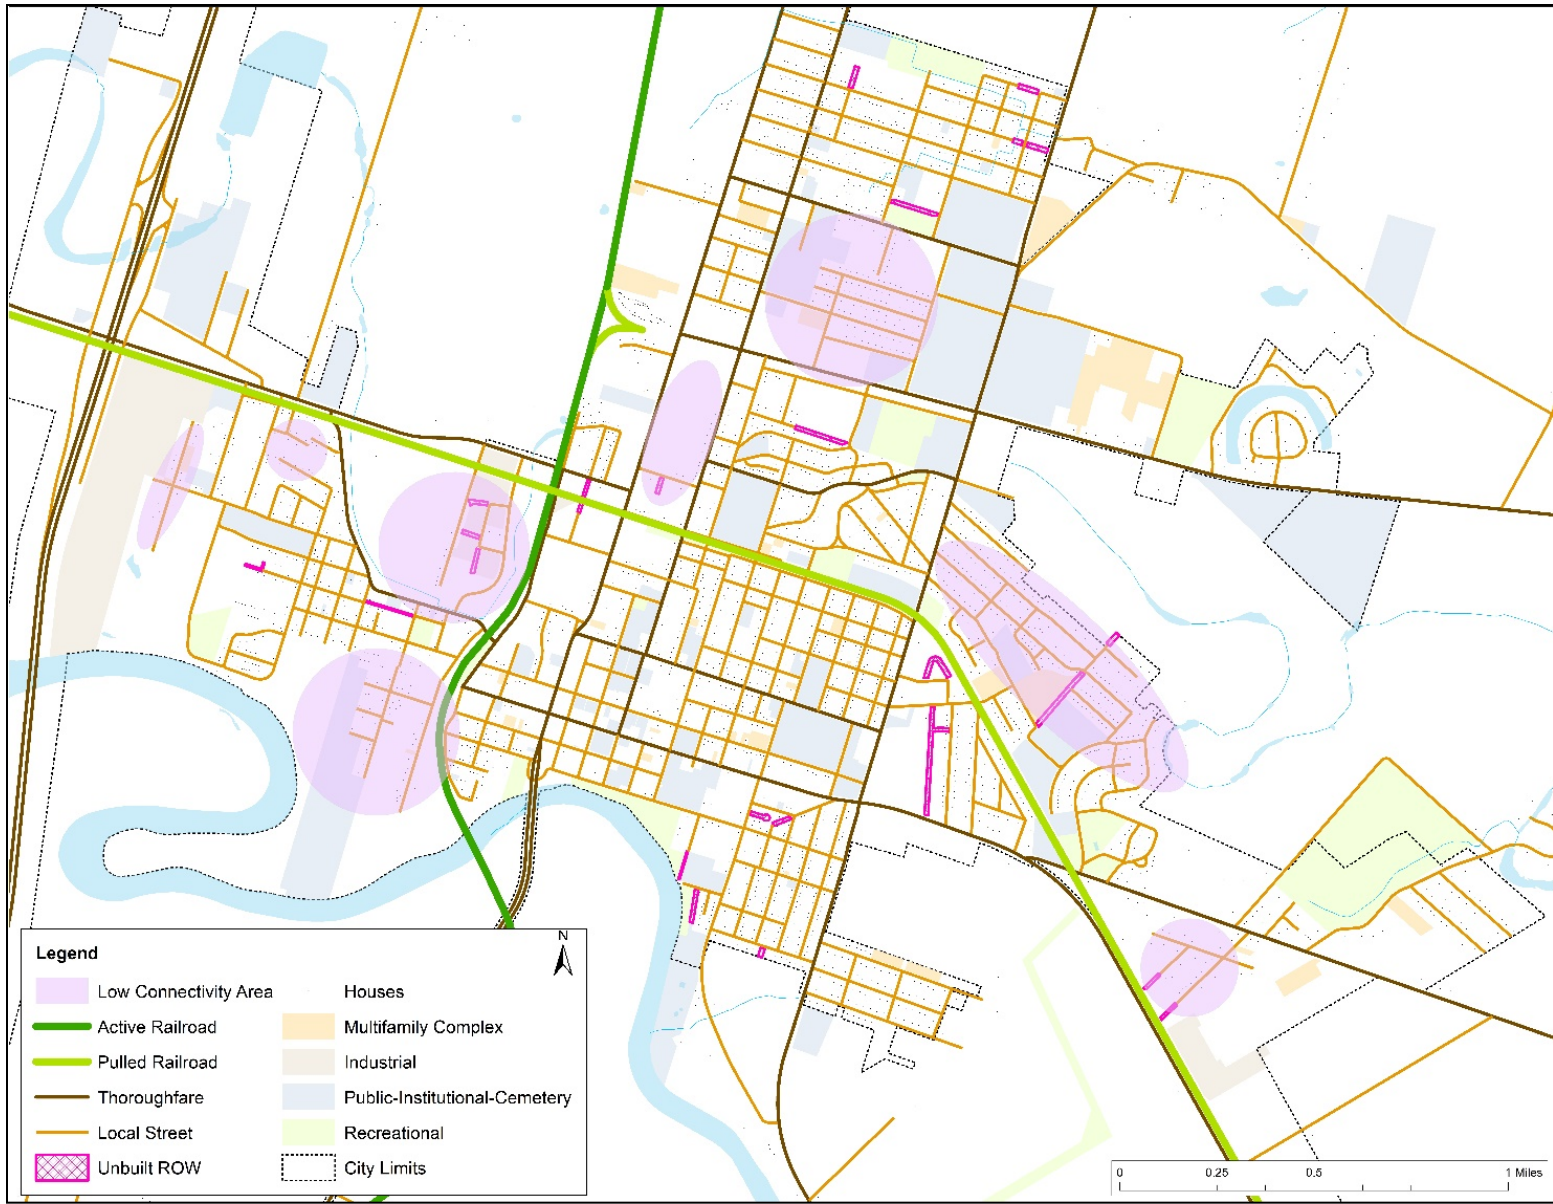 Legend
N
Low Connectivity Area
Houses
Active Railroad
Multifamily Complex
Pulled Railroad
Industrial
Thoroughfare
Public-Institutional-Cemetery
Local Street
Recreational
Unbuilt ROW
City Limits
0 0.25 0.5 1 Miles